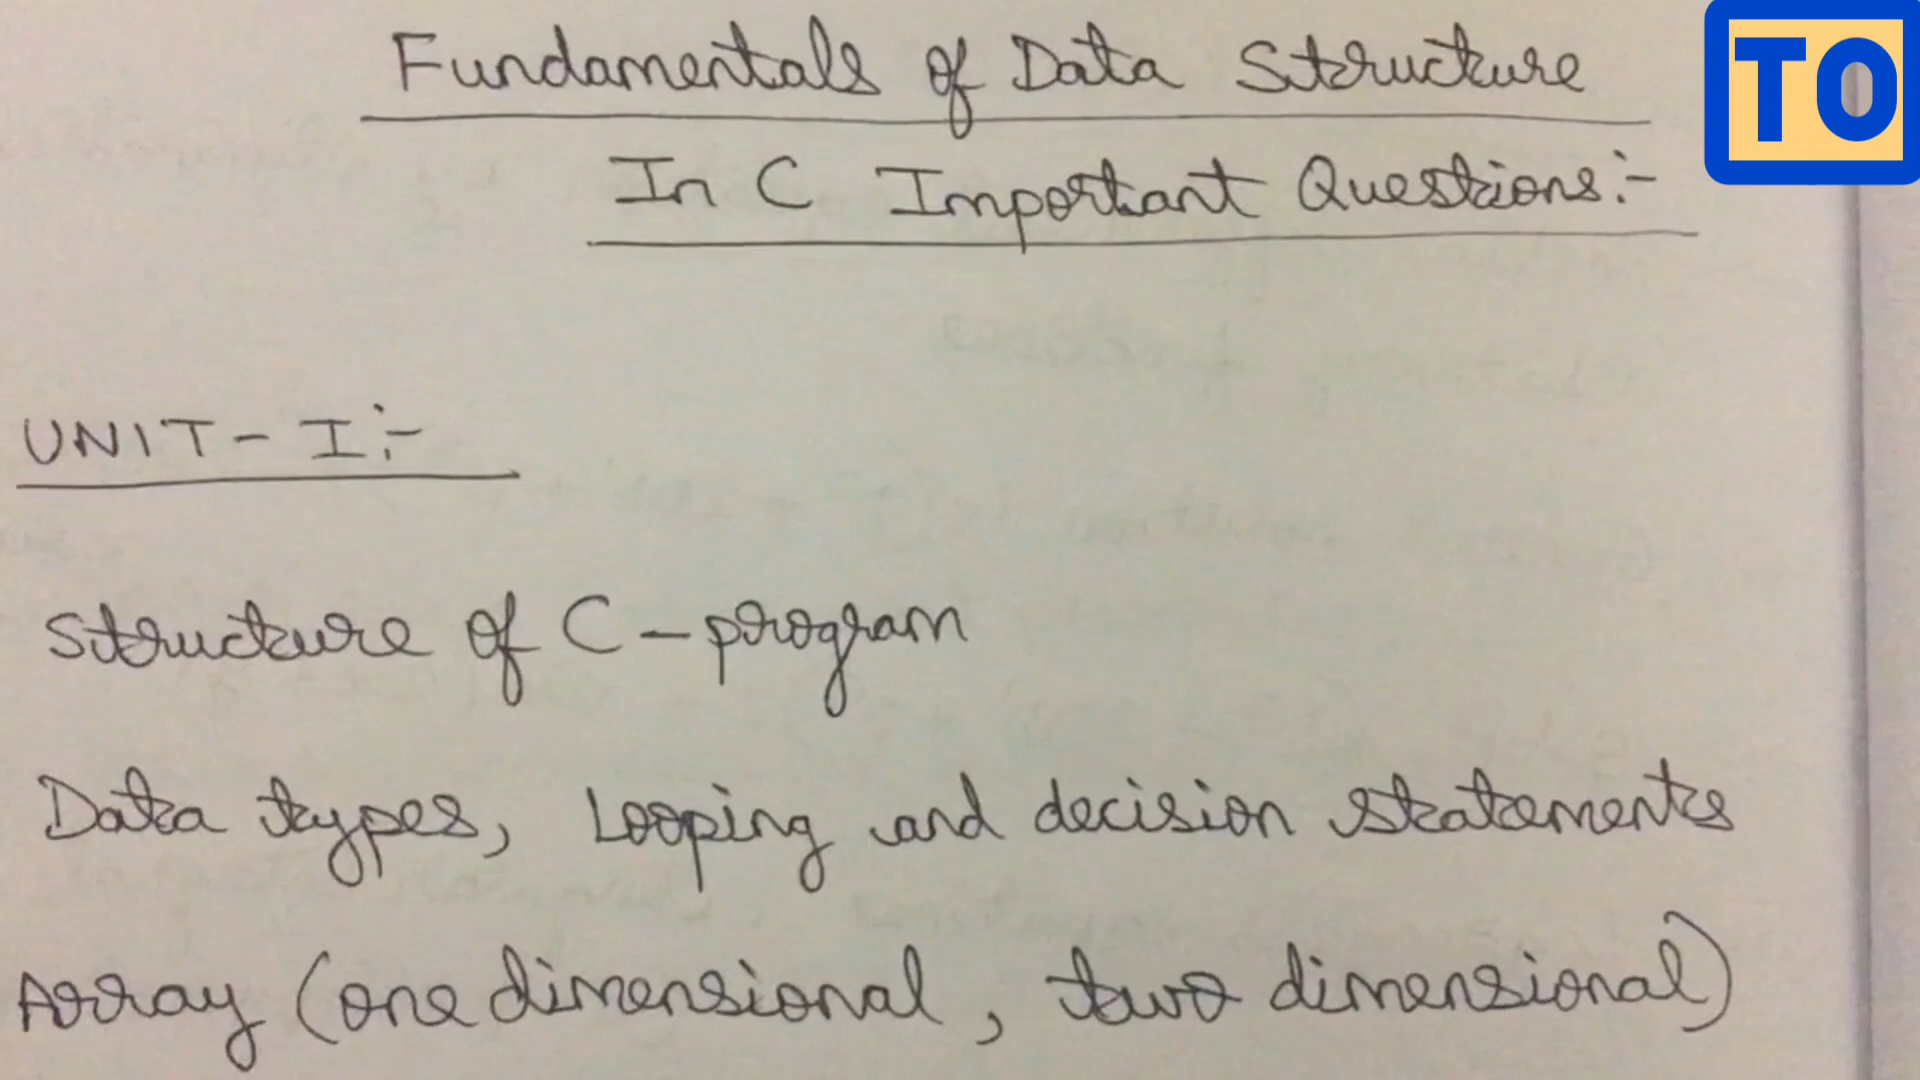 Fundamentals of Data Structure
TO
In C Important Questions:-
UNIT - I:-
Structure of C - program
Data types, Looping and decision statements
Array (one dimensional, two dimensional)